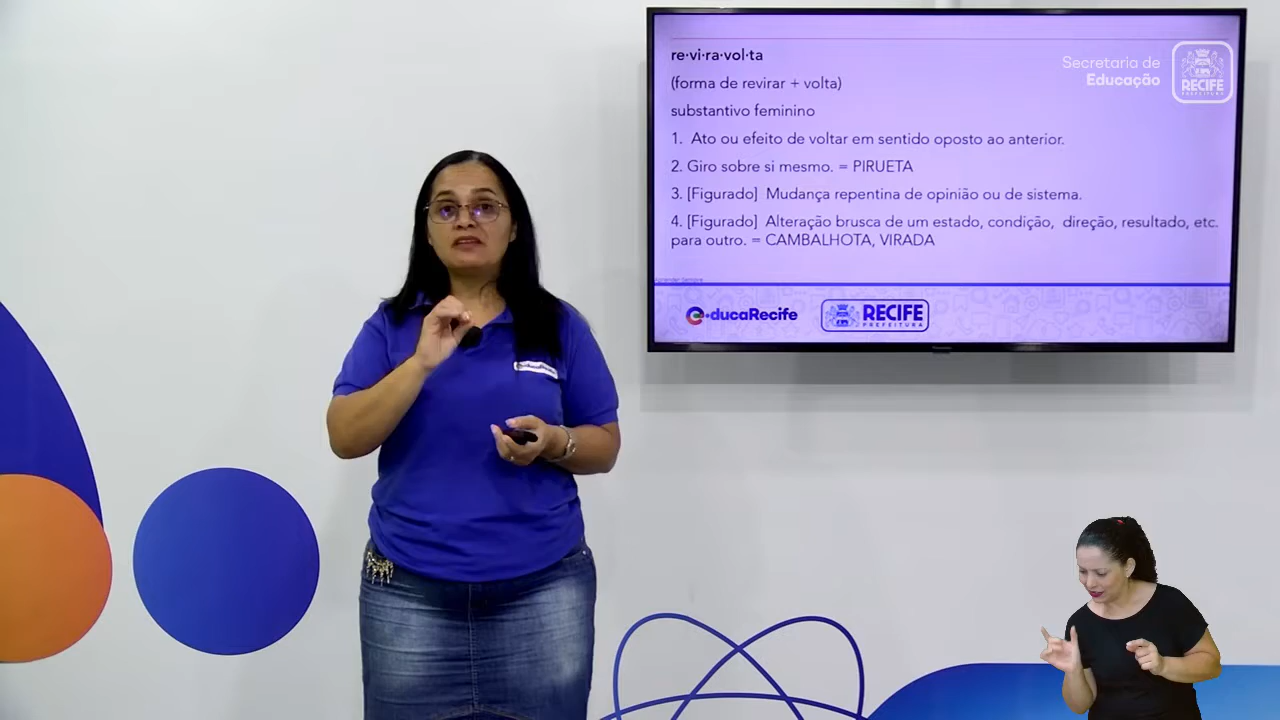 re·vi·ra·vol·ta
(forma de revirar + volta)
substantivo feminino
1. Ato ou efeito de voltar em sentido oposto ao anterior.
2. Giro sobre si mesmo. = PIRUETA
3. [Figurado] Mudança repentina de opinião ou de sistema.
4. [Figurado] Alteração brusca de um estado, condição, direção, resultado, etc.
para outro. = CAMBALHOTA, VIRADA
Secretaria de
Educação
RECIFE
PREFEITURA
e·ducaRecife
RECIFE
PREFEITURA